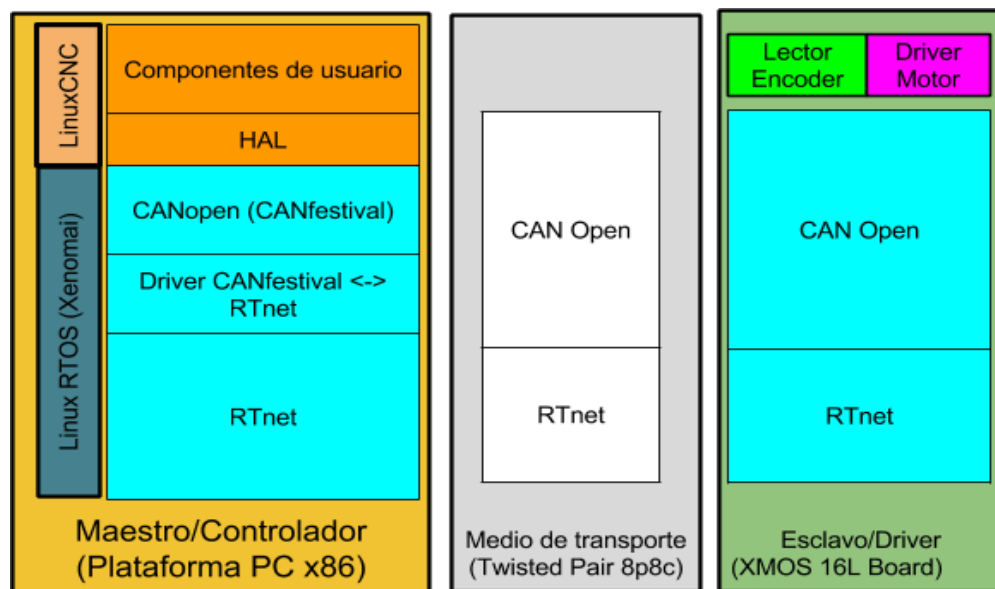 LinuxCNC
Linux RTOS (Xenomai)
Componentes de usuario
HAL
CANopen (CANfestival)
Driver CANfestival <->
RTnet
RTnet
Maestro/Controlador
(Plataforma PC x86)
CAN Open
RTnet
Medio de transporte
(Twisted Pair 8p8c)
Lector
Encoder
Driver
Motor
CAN Open
RTnet
Esclavo/Driver
(XMOS 16L Board)